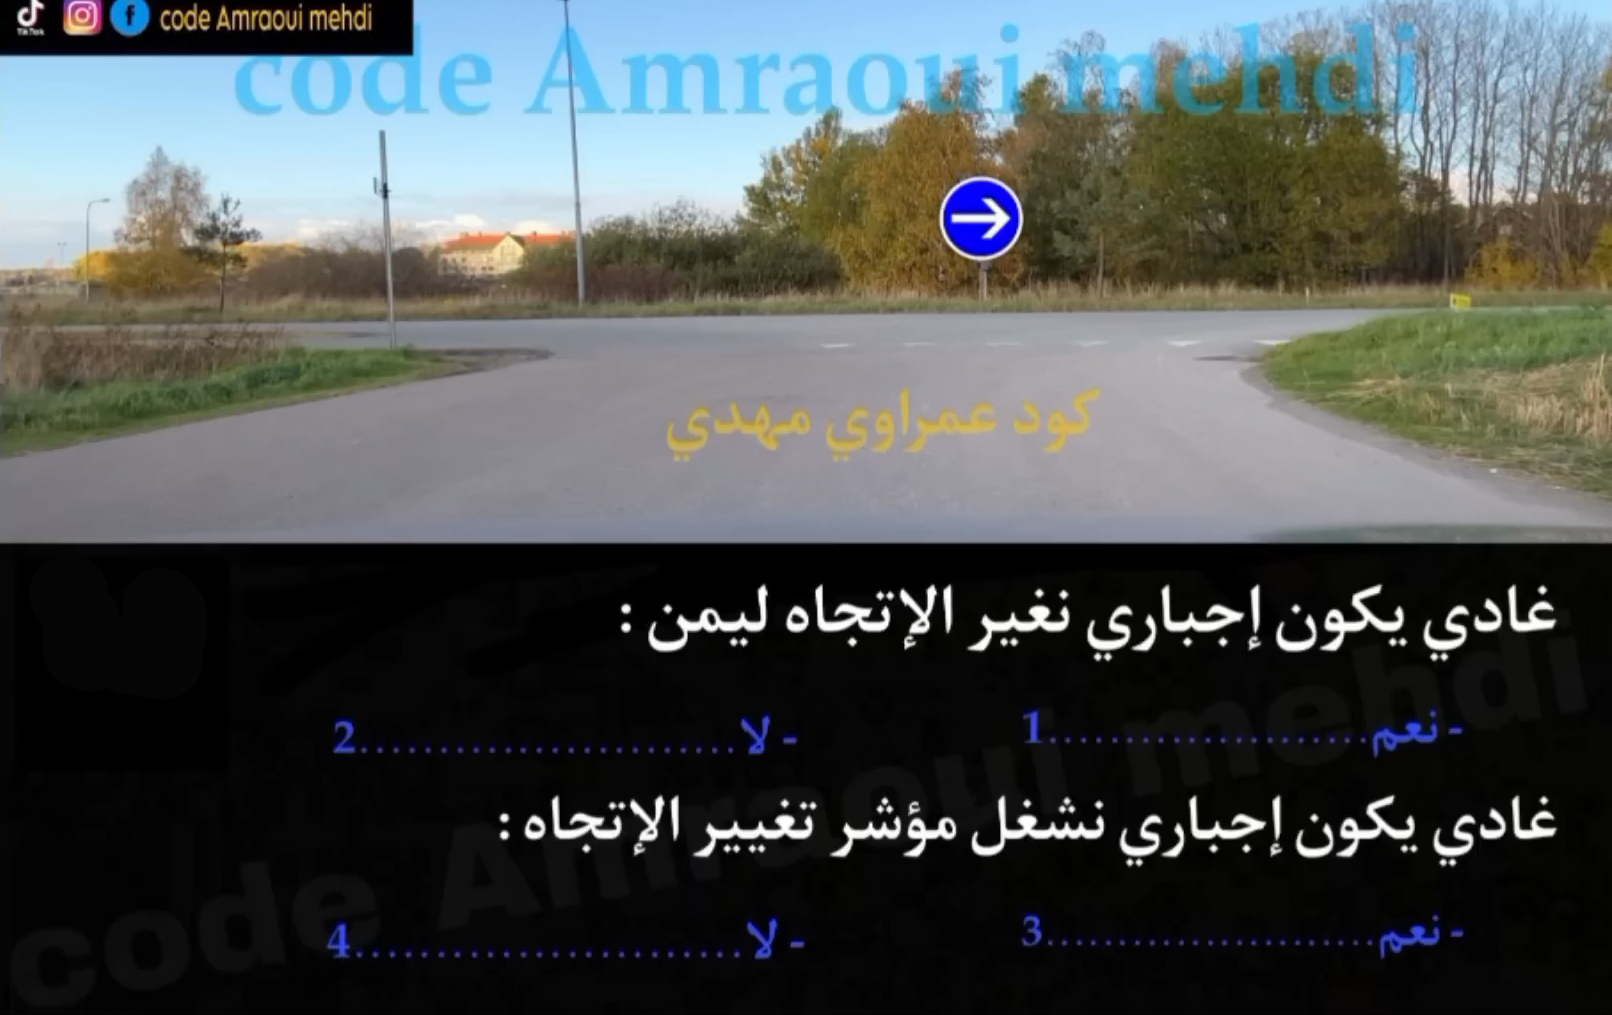 code Amraoui mehdi
code Amraoui mehdi
كود عمراوي مهدي
غادي يكون إجباري نغير الإتجاه ليمن :
- نعم.....................1 - لا........................2
غادي يكون إجباري نشغل مؤشر تغيير الإتجاه :
- نعم.....................3 - لا........................4
code Amraoui mehdi